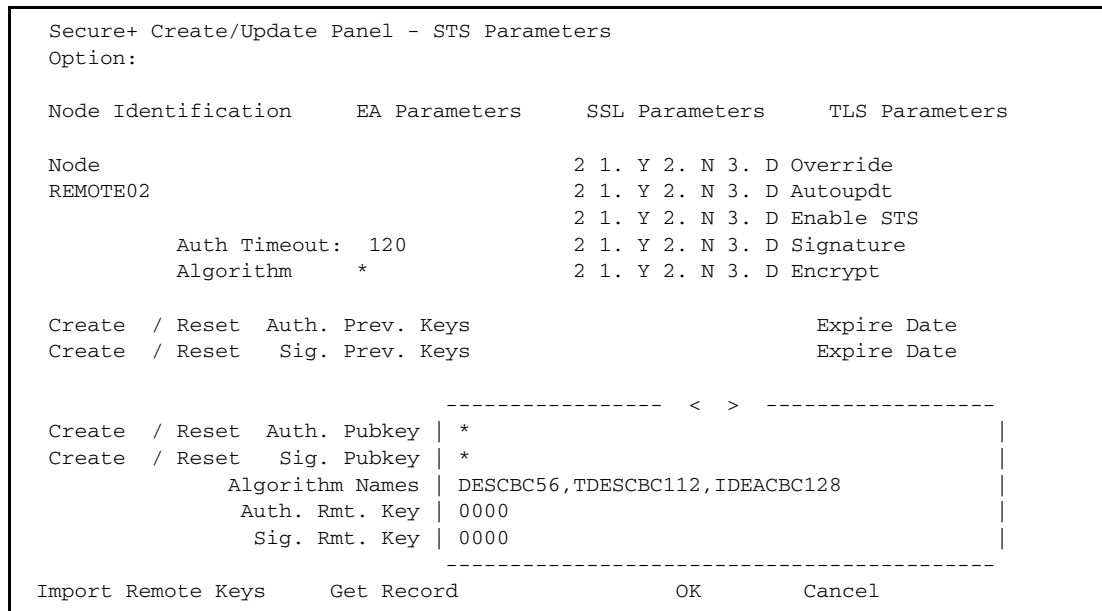 Secure+ Create/Update Panel - STS Parameters
Option:
Node Identification EA Parameters SSL Parameters TLS Parameters
Node 2 1. Y 2. N 3. D Override
REMOTE02 2 1. Y 2. N 3. D Autoupdt
2 1. Y 2. N 3. D Enable STS
Auth Timeout: 120 2 1. Y 2. N 3. D Signature
Algorithm * 2 1. Y 2. N 3. D Encrypt
Create / Reset Auth. Prev. Keys Expire Date
Create / Reset Sig. Prev. Keys Expire Date
----------------- < > ------------------
Create / Reset Auth. Pubkey | * |
Create / Reset Sig. Pubkey | * |
Algorithm Names | DESCBC56,TDESCBC112,IDEACBC128 |
Auth. Rmt. Key | 0000 |
Sig. Rmt. Key | 0000 |
-------------------------------------------
Import Remote Keys Get Record OK Cancel